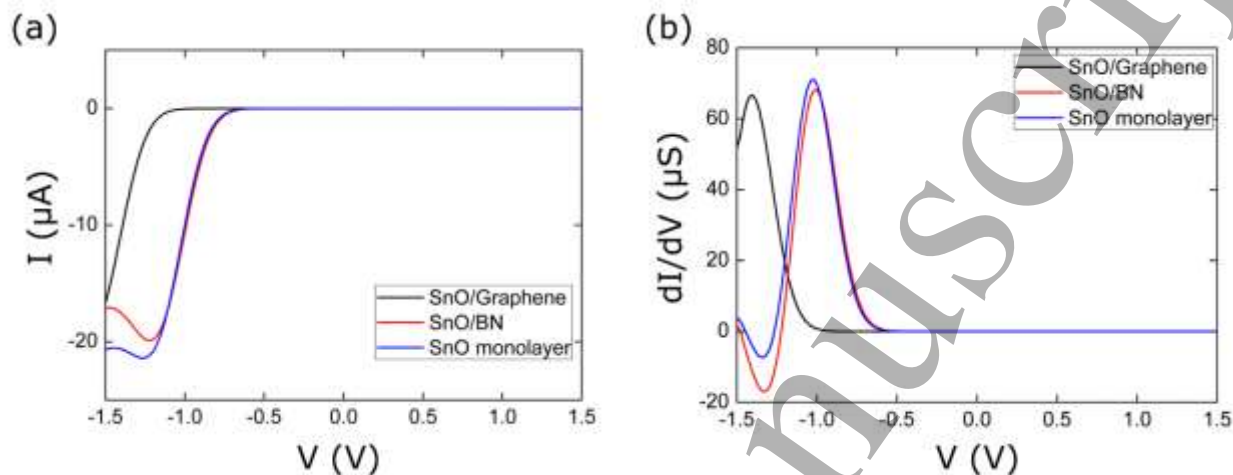 (a)
I (µA)
0
-10
-20
SnO/Graphene
SnO/BN
SnO monolayer
-1.5 -1.0 -0.5 0.0 0.5 1.0 1.5
V (V)
(b)
dI/dV (µS)
80
60
40
20
0
-20
SnO/Graphene
SnO/BN
SnO monolayer
-1.5 -1.0 -0.5 0.0 0.5 1.0 1.5
V (V)
nuscrip